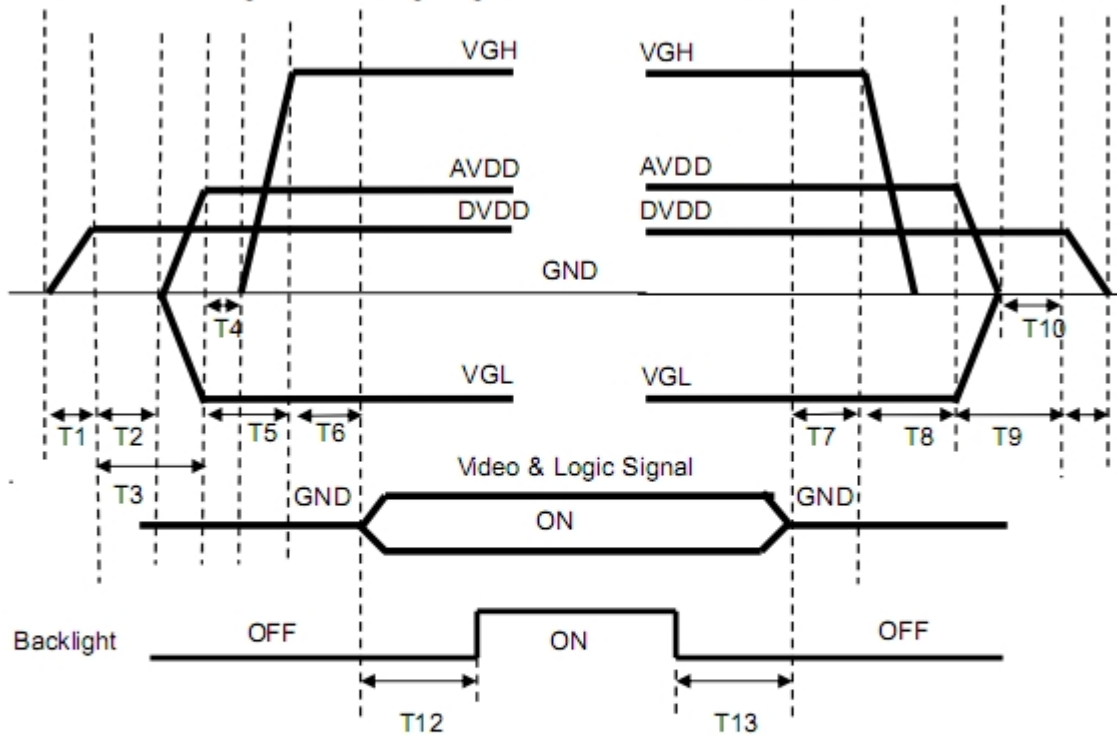 VGH VGH
AVDD AVDD
DVDD DVDD
GND
T4 T10
VGL VGL
T1 T2 T5 T6 T7 T8 T9
Video & Logic Signal
T3 GND GND
ON
Backlight OFF ON OFF
T12 T13